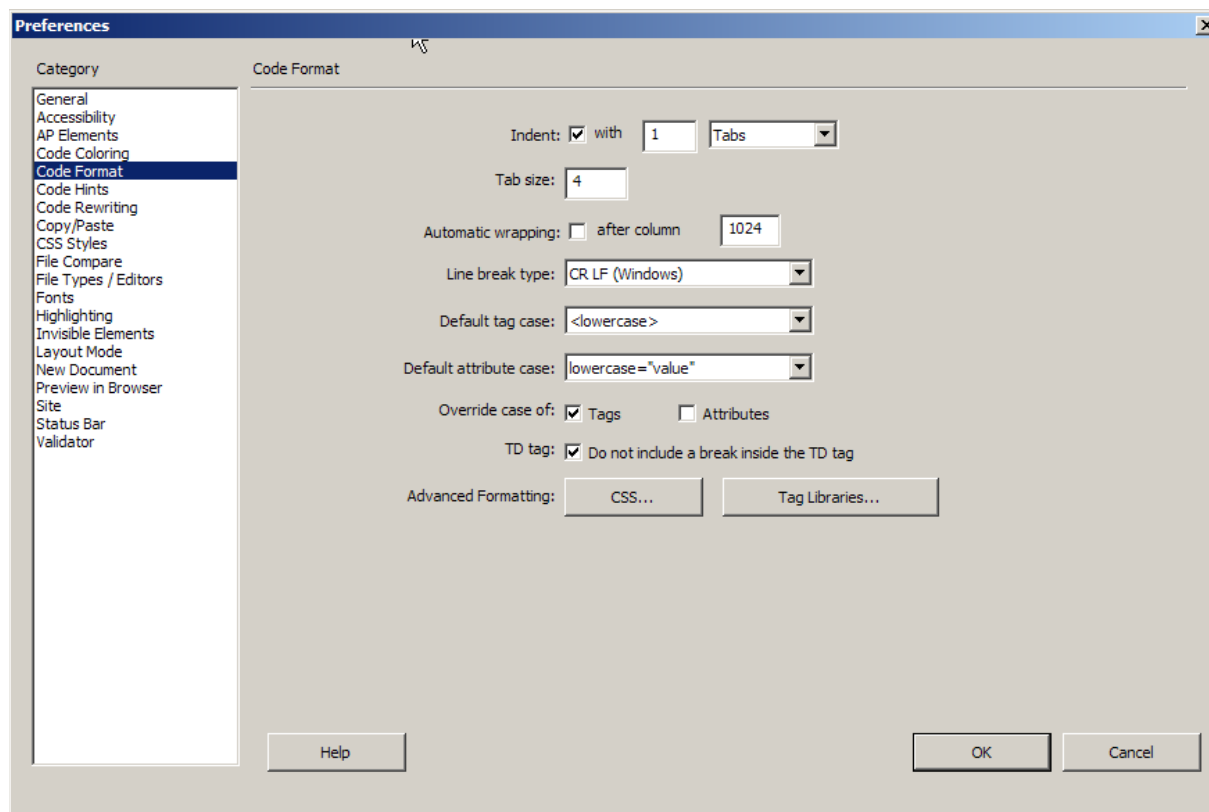 Preferences
Category
Code Format
General
Accessibility
AP Elements
Code Coloring
Code Format
Code Hints
Code Rewriting
Copy/Paste
CSS Styles
File Compare
File Types / Editors
Fonts
Highlighting
Invisible Elements
Layout Mode
New Document
Preview in Browser
Site
Status Bar
Validator
Indent: with 1 Tabs
Tab size: 4
Automatic wrapping: after column 1024
Line break type: CR LF (Windows)
Default tag case: <lowercase>
Default attribute case: lowercase="value"
Override case of: Tags Attributes
TD tag: Do not include a break inside the TD tag
Advanced Formatting: CSS... Tag Libraries...
Help OK Cancel